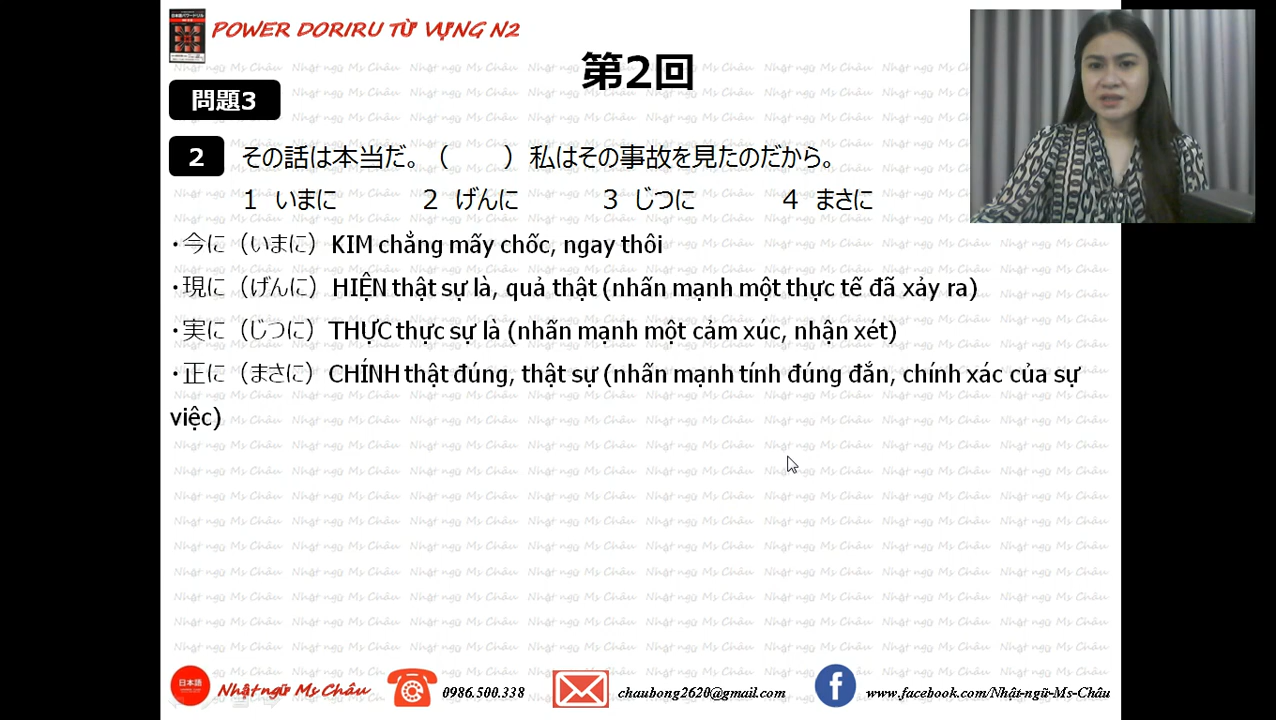 POWER DORIRU TỪ VỰNG N2
第2回
問題3
2 その話は本当だ。（　　）私はその事故を見たのだから。
1 いまに 2 げんに 3 じつに 4 まさに
・今に（いまに）KIM chẳng mấy chốc, ngay thôi
・現に（げんに）HIỆN thật sự là, quả thật (nhấn mạnh một thực tế đã xảy ra)
・実に（じつに）THỰC thực sự là (nhấn mạnh một cảm xúc, nhận xét)
・正に（まさに）CHÍNH thật đúng, thật sự (nhấn mạnh tính đúng đắn, chính xác của sự
việc)
日本語 Nhật ngữ Ms Châu 0986.500.338 chaubong2620@gmail.com www.facebook.com/Nhật-ngữ-Ms-Châu